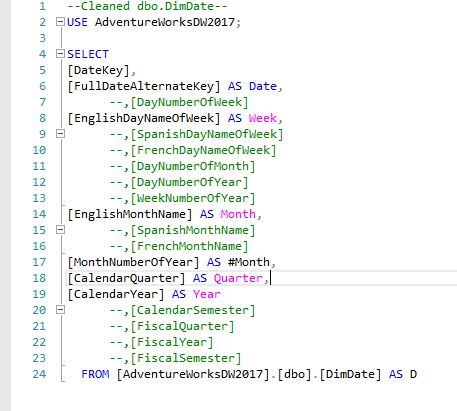 1 --Cleaned dbo.DimDate--
2 USE AdventureWorksDW2017;
3
4 SELECT
5 [DateKey],
6 [FullDateAlternateKey] AS Date,
7 --,[DayNumberOfWeek]
8 [EnglishDayNameOfWeek] AS Week,
9 --,[SpanishDayNameOfWeek]
10 --,[FrenchDayNameOfWeek]
11 --,[DayNumberOfMonth]
12 --,[DayNumberOfYear]
13 --,[WeekNumberOfYear]
14 [EnglishMonthName] AS Month,
15 --,[SpanishMonthName]
16 --,[FrenchMonthName]
17 [MonthNumberOfYear] AS #Month,
18 [CalendarQuarter] AS Quarter,
19 [CalendarYear] AS Year
20 --,[CalendarSemester]
21 --,[FiscalQuarter]
22 --,[FiscalYear]
23 --,[FiscalSemester]
24 FROM [AdventureWorksDW2017].[dbo].[DimDate] AS D